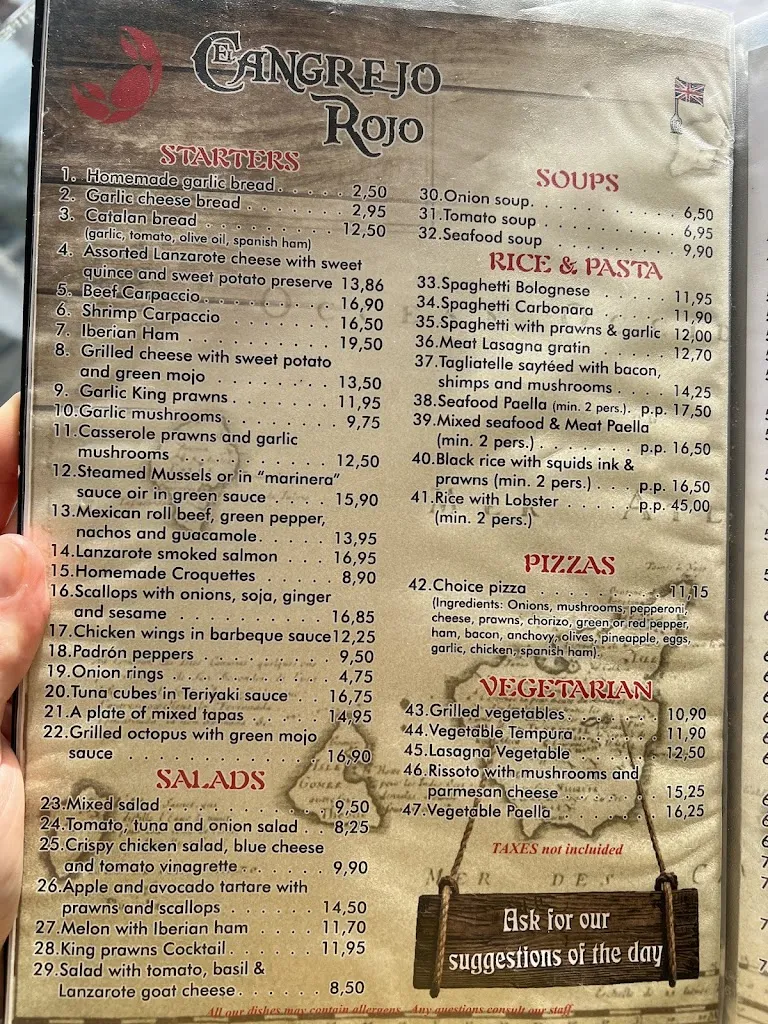 EL CANGREJO
ROJO
STARTERS
1. Homemade garlic bread . . . . . . 2,50
2. Garlic cheese bread . . . . . . 2,95
3. Catalan bread . . . . . . 12,50
(garlic, tomato, olive oil, spanish ham)
4. Assorted Lanzarote cheese with sweet
quince and sweet potato preserve 13,86
5. Beef Carpaccio . . . . . . 16,90
6. Shrimp Carpaccio . . . . . . 16,50
7. Iberian Ham . . . . . . 19,50
8. Grilled cheese with sweet potato
and green mojo . . . . . . 13,50
9. Garlic King prawns . . . . . . 11,95
10.Garlic mushrooms . . . . . . 9,75
11.Casserole prawns and garlic
mushrooms . . . . . . 12,50
12.Steamed Mussels or in “marinera”
sauce oir in green sauce . . . . 15,90
13.Mexican roll beef, green pepper,
nachos and guacamole. . . . . 13,95
14.Lanzarote smoked salmon . . . . 16,95
15.Homemade Croquettes . . . . . 8,90
16.Scallops with onions, soja, ginger
and sesame . . . . . . 16,85
17.Chicken wings in barbeque sauce12,25
18.Padrón peppers . . . . . . 9,50
19.Onion rings . . . . . . 4,75
20.Tuna cubes in Teriyaki sauce . . . 16,75
21.A plate of mixed tapas . . . . . 14,95
22.Grilled octopus with green mojo
sauce . . . . . . 16,90
SALADS
23.Mixed salad . . . . . . 9,50
24.Tomato, tuna and onion salad . . 8,25
25.Crispy chicken salad, blue cheese
and tomato vinagrette . . . . . 9,90
26.Apple and avocado tartare with
prawns and scallops . . . . . 14,50
27.Melon with Iberian ham . . . . 11,70
28.King prawns Cocktail. . . . . . 11,95
29.Salad with tomato, basil &
Lanzarote goat cheese . . . . . 8,50
SOUPS
30.Onion soup. . . . . . . 6,50
31.Tomato soup . . . . . . 6,95
32.Seafood soup . . . . . . 9,90
RICE & PASTA
33.Spaghetti Bolognese . . . . . 11,95
34.Spaghetti Carbonara . . . . . 11,90
35.Spaghetti with prawns & garlic 12,00
36.Meat Lasagna gratin . . . . . 12,70
37.Tagliatelle saytéed with bacon,
shimps and mushrooms . . . . 14,25
38.Seafood Paella (min. 2 pers.). p.p. 17,50
39.Mixed seafood & Meat Paella
(min. 2 pers.) . . . . . . p.p. 16,50
40.Black rice with squids ink &
prawns (min. 2 pers.) . . . p.p. 16,50
41.Rice with Lobster . . . . . p.p. 45,00
(min. 2 pers.)
PIZZAS
42.Choice pizza . . . . . . 11,15
(Ingredients: Onions, mushrooms, pepperoni,
cheese, prawns, chorizo, green or red pepper,
ham, bacon, anchovy, olives, pineapple, eggs,
garlic, chicken, spanish ham).
VEGETARIAN
43.Grilled vegetables . . . . . . 10,90
44.Vegetable Tempura . . . . . . 11,90
45.Lasagna Vegetable . . . . . . 12,50
46.Rissoto with mushrooms and
parmesan cheese . . . . . . 15,25
47.Vegetable Paella . . . . . . 16,25
TAXES not incluided
MER DES
Ask for our
suggestions of the day
All our dishes may contain allergens. Any questions consult our staff.